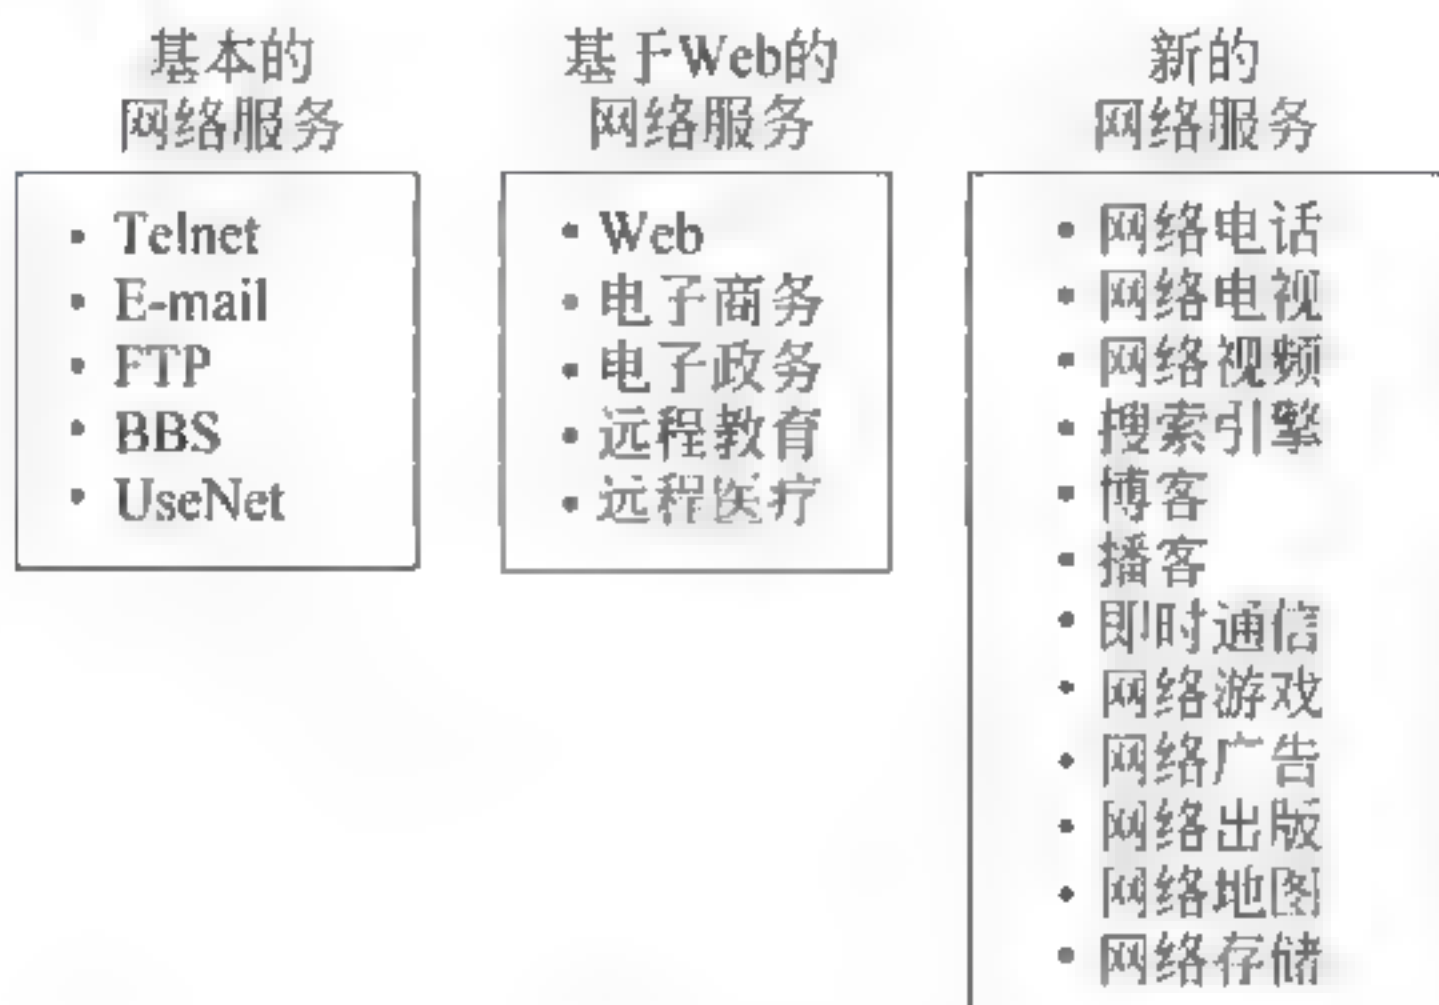 基本的
网络服务
• Telnet
• E-mail
• FTP
• BBS
• UseNet
基于Web的
网络服务
• Web
• 电子商务
• 电子政务
• 远程教育
• 远程医疗
新的
网络服务
• 网络电话
• 网络电视
• 网络视频
• 搜索引擎
• 博客
• 播客
• 即时通信
• 网络游戏
• 网络广告
• 网络出版
• 网络地图
• 网络存储